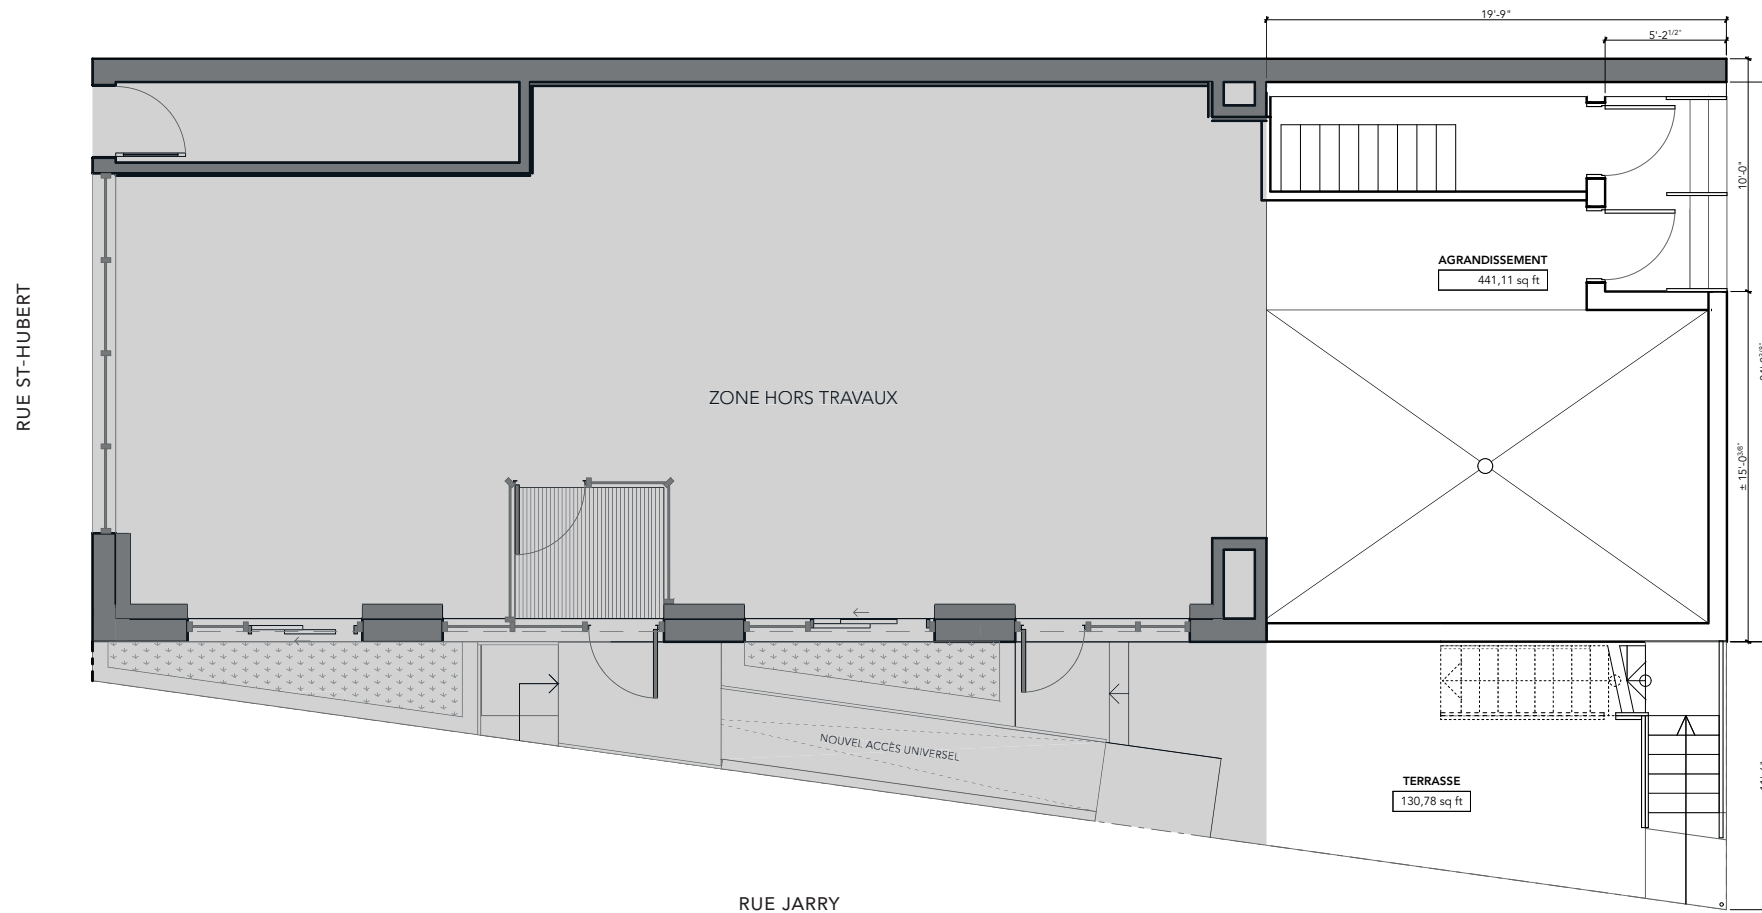 19'-9"
5'-2 1/2"
10'-0"
RUE ST-HUBERT
AGRANDISSEMENT
441,11 sq ft
ZONE HORS TRAVAUX
± 15'-0 3/8"
NOUVEL ACCÈS UNIVERSEL
TERRASSE
130,78 sq ft
RUE JARRY